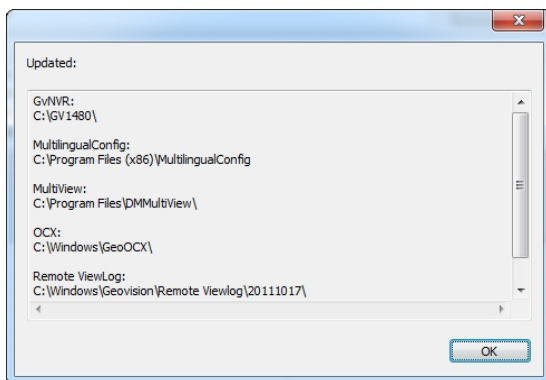 Updated:
GvNVR:
C:\GV1480\
MultilingualConfig:
C:\Program Files (x86)\MultilingualConfig
MultiView:
C:\Program Files\DMMultiView\
OCX:
C:\Windows\GeoOCX\
Remote ViewLog:
C:\Windows\Geovision\Remote Viewlog\20111017\
OK